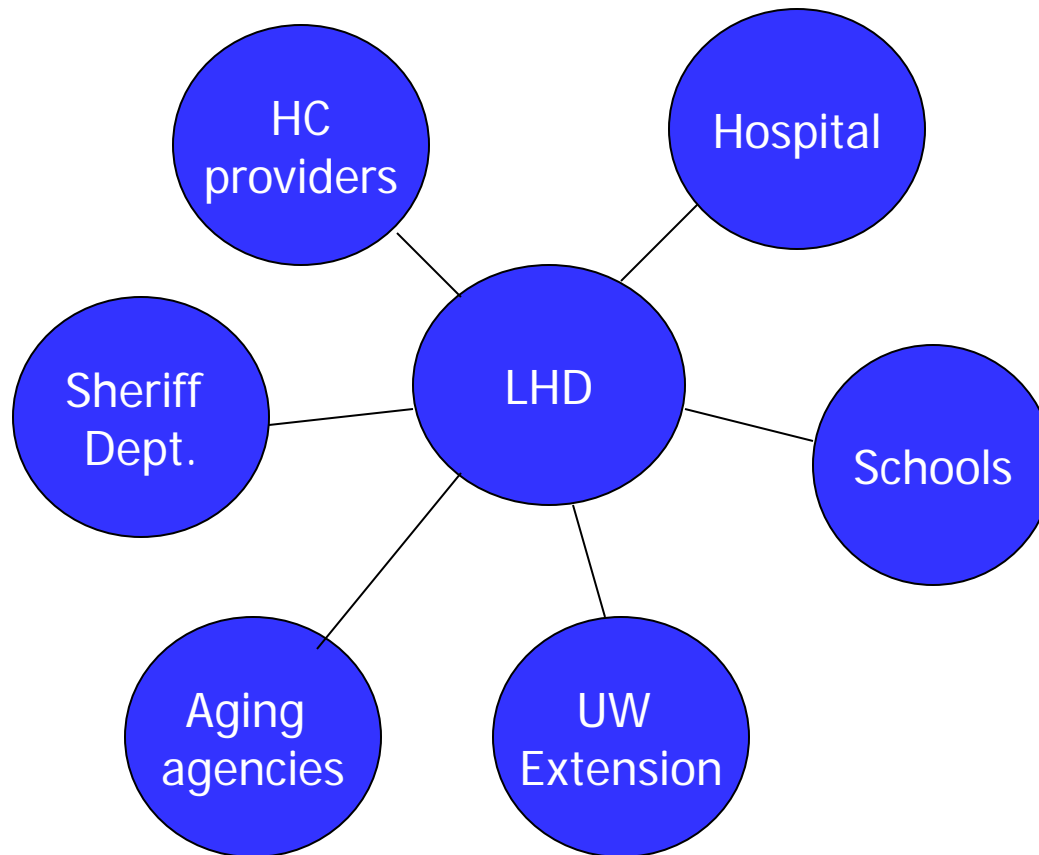 HC
providers
Hospital
Sheriff
Dept.
LHD
Schools
Aging
agencies
UW
Extension